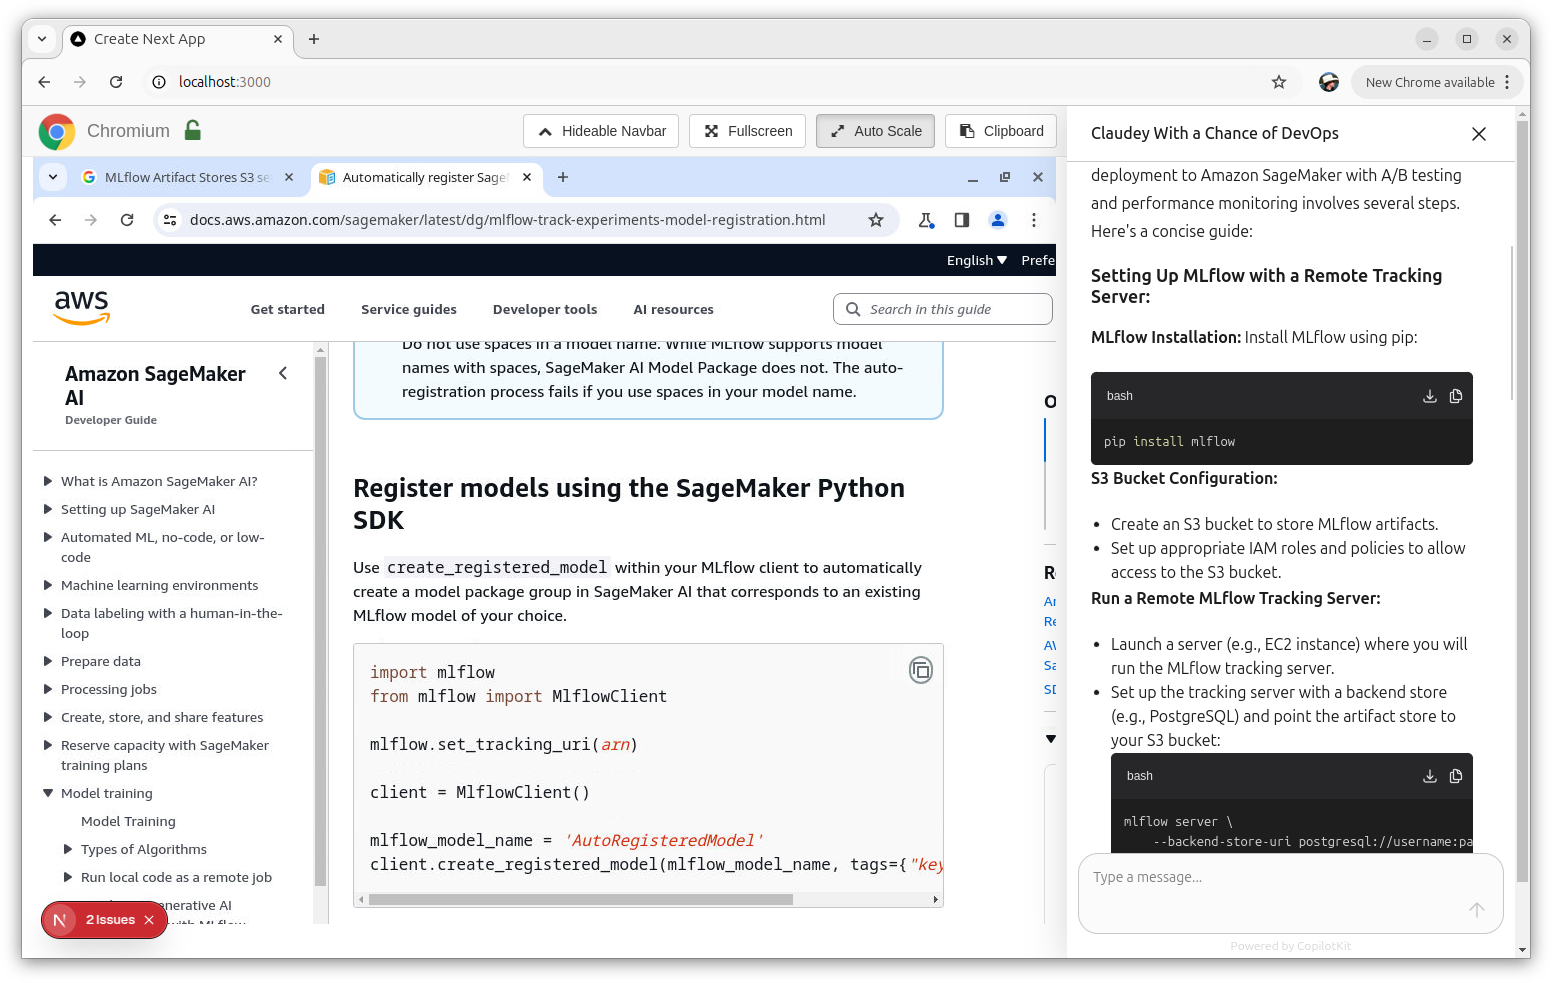 Create Next App
localhost:3000
New Chrome available
Chromium
Hideable Navbar
Fullscreen
Auto Scale
Clipboard
MLflow Artifact Stores S3 se
Automatically register Sage
docs.aws.amazon.com/sagemaker/latest/dg/mlflow-track-experiments-model-registration.html
English
Prefe
aws
Get started
Service guides
Developer tools
AI resources
Search in this guide
Amazon SageMaker
AI
Developer Guide
What is Amazon SageMaker AI?
Setting up SageMaker AI
Automated ML, no-code, or low-
code
Machine learning environments
Data labeling with a human-in-the-
loop
Prepare data
Processing jobs
Create, store, and share features
Reserve capacity with SageMaker
training plans
Model training
Model Training
Types of Algorithms
Run local code as a remote job
enerative AI
with MLflow
N
2 Issues
Do not use spaces in a model name. While MLflow supports model
names with spaces, SageMaker AI Model Package does not. The auto-
registration process fails if you use spaces in your model name.
Register models using the SageMaker Python
SDK
Use create_registered_model within your MLflow client to automatically
create a model package group in SageMaker AI that corresponds to an existing
MLflow model of your choice.
import mlflow
from mlflow import MlflowClient
mlflow.set_tracking_uri(arn)
client = MlflowClient()
mlflow_model_name = 'AutoRegisteredModel'
client.create_registered_model(mlflow_model_name, tags={"key
O
R
Ar
Re
AV
Sa
SD
Claudey With a Chance of DevOps
deployment to Amazon SageMaker with A/B testing
and performance monitoring involves several steps.
Here's a concise guide:
Setting Up MLflow with a Remote Tracking
Server:
MLflow Installation: Install MLflow using pip:
bash
pip install mlflow
S3 Bucket Configuration:
Create an S3 bucket to store MLflow artifacts.
Set up appropriate IAM roles and policies to allow
access to the S3 bucket.
Run a Remote MLflow Tracking Server:
Launch a server (e.g., EC2 instance) where you will
run the MLflow tracking server.
Set up the tracking server with a backend store
(e.g., PostgreSQL) and point the artifact store to
your S3 bucket:
bash
mlflow server \
--backend-store-uri postgresql://username:pa
Type a message...
Powered by CopilotKit